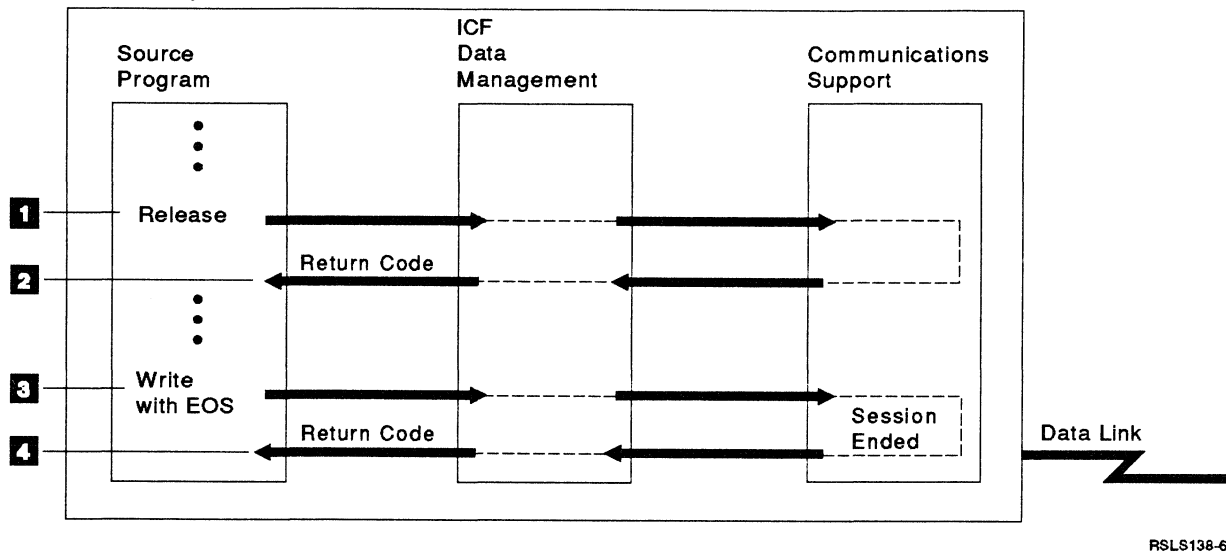 ICF
Source Data Communications
Program Management Support
1 Release
2 Return Code
3 Write
with EOS
Session
Ended
4 Return Code
Data Link
RSLS138-6